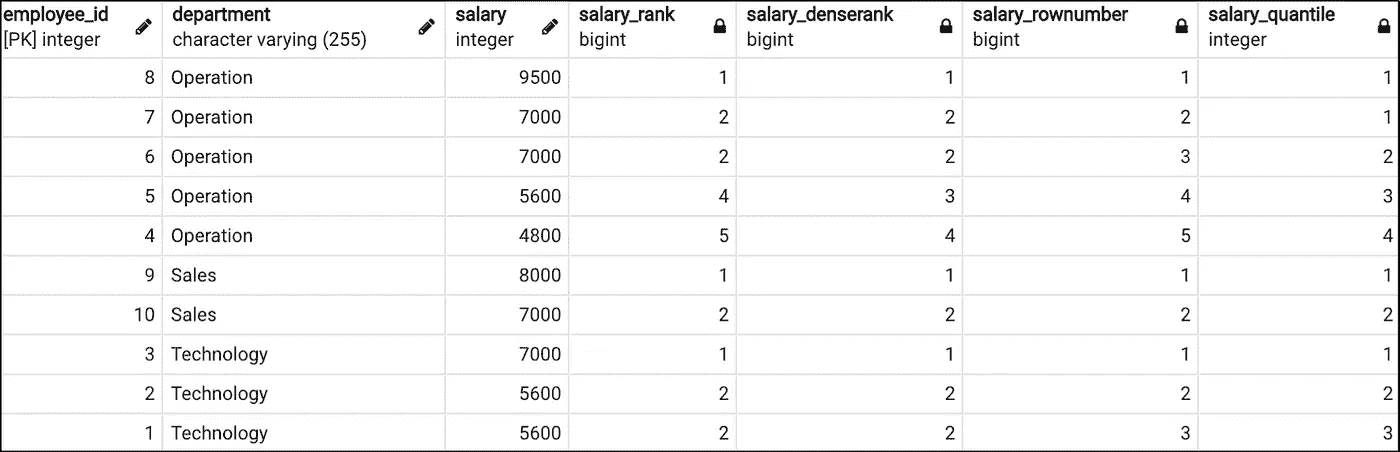 employee_id department salary salary_rank salary_denserank salary_rownumber salary_quantile
[PK] integer character varying (255) integer bigint bigint bigint integer
8 Operation 9500 1 1 1 1
7 Operation 7000 2 2 2 1
6 Operation 7000 2 2 3 2
5 Operation 5600 4 3 4 3
4 Operation 4800 5 4 5 4
9 Sales 8000 1 1 1 1
10 Sales 7000 2 2 2 2
3 Technology 7000 1 1 1 1
2 Technology 5600 2 2 2 2
1 Technology 5600 2 2 3 3